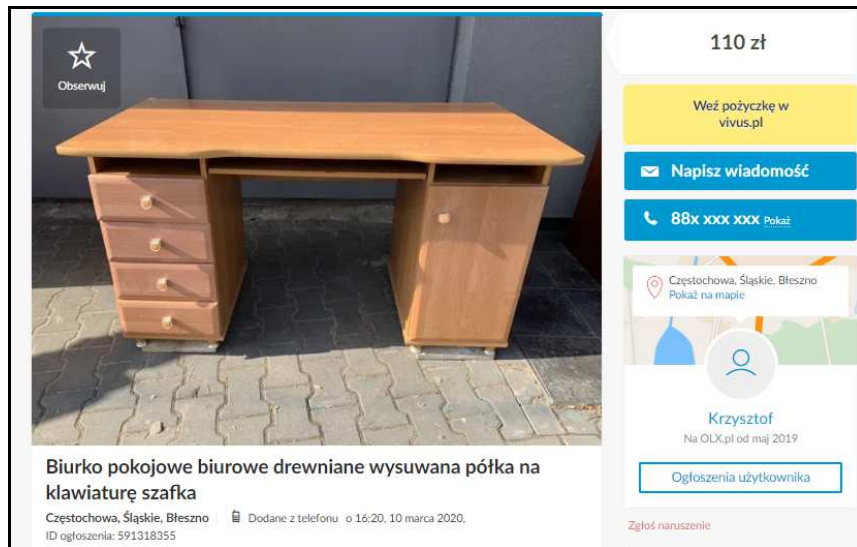 Obserwuj
110 zł
Weź pożyczkę w
vivus.pl
Napisz wiadomość
88x xxx xxx Pokaż
Częstochowa, Śląskie, Błeszno
Pokaż na mapie
Krzysztof
Na OLX.pl od maj 2019
Ogłoszenia użytkownika
Zgłoś naruszenie
Biurko pokojowe biurowe drewniane wysuwana półka na
klawiaturę szafka
Częstochowa, Śląskie, Błeszno Dodane z telefonu o 16:20, 10 marca 2020,
ID ogłoszenia: 591318355